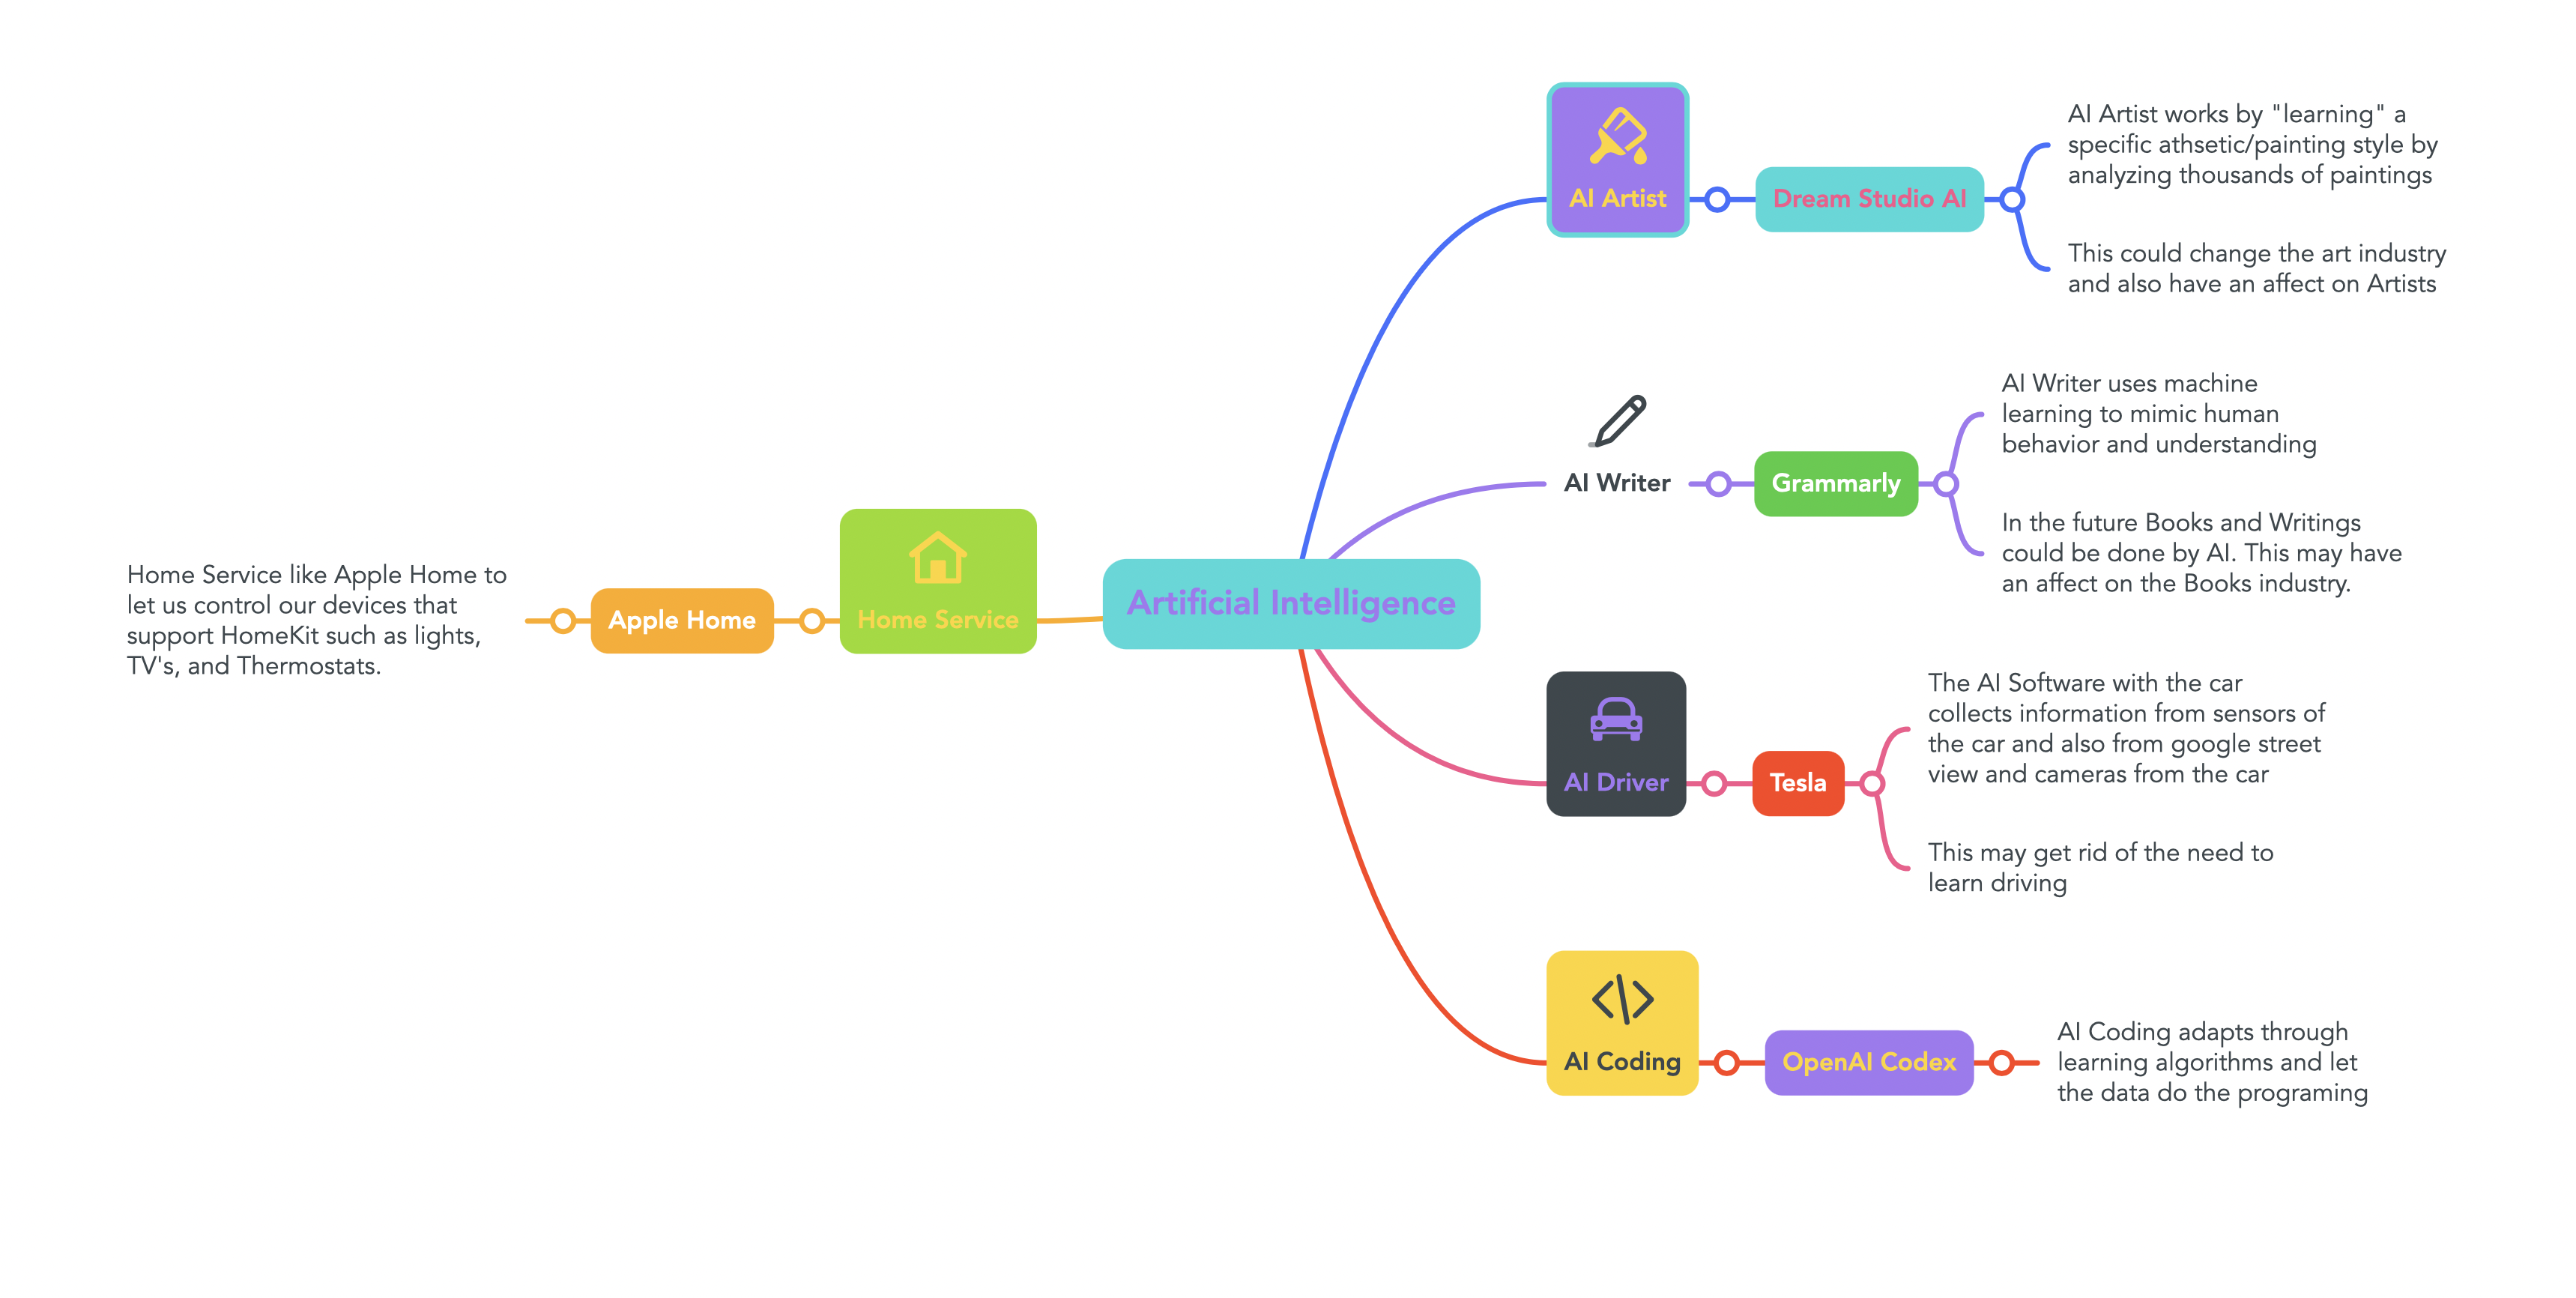 AI Artist works by "learning" a
specific athsetic/painting style by
analyzing thousands of paintings
AI Artist
Dream Studio AI
This could change the art industry
and also have an affect on Artists
AI Writer uses machine
learning to mimic human
behavior and understanding
AI Writer
Grammarly
In the future Books and Writings
could be done by AI. This may have
an affect on the Books industry.
Artificial Intelligence
Home Service
Apple Home
Home Service like Apple Home to
let us control our devices that
support HomeKit such as lights,
TV's, and Thermostats.
The AI Software with the car
collects information from sensors of
the car and also from google street
view and cameras from the car
AI Driver
Tesla
This may get rid of the need to
learn driving
AI Coding
OpenAI Codex
AI Coding adapts through
learning algorithms and let
the data do the programing